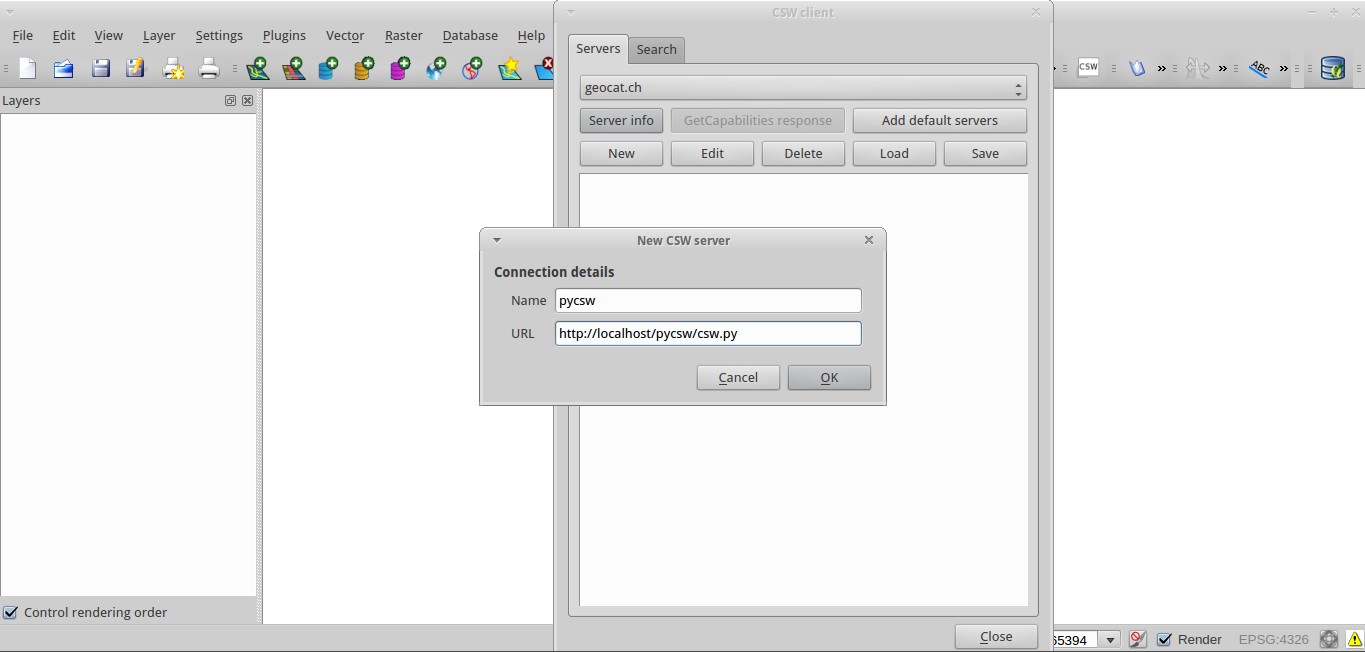 CSW client
File Edit View Layer Settings Plugins Vector Raster Database Help
Servers Search
CSW
ABC
Layers
geocat.ch
Server info GetCapabilities response Add default servers
New Edit Delete Load Save
New CSW server
Connection details
Name pycsw
URL http://localhost/pycsw/csw.py
Cancel OK
Control rendering order
Close
65394 Render EPSG:4326